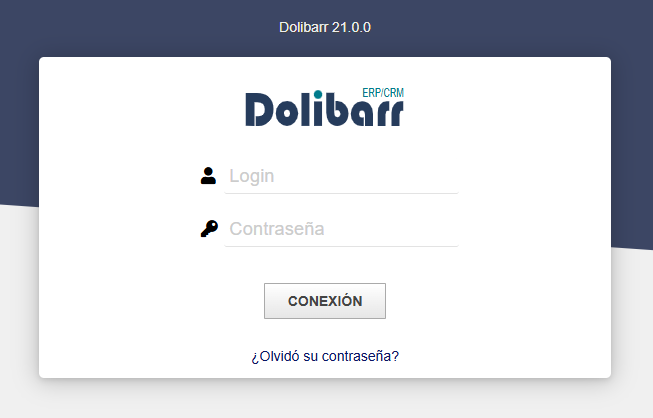 Dolibarr 21.0.0
ERP/CRM
Dolibarr
Login
Contraseña
CONEXIÓN
¿Olvidó su contraseña?